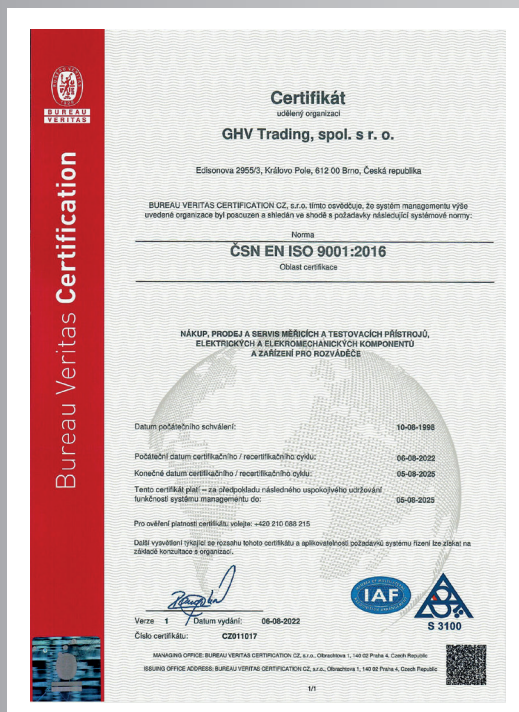 BUREAU
VERITAS
Bureau Veritas Certification
Certifikát
udělený organizaci
GHV Trading, spol. s r. o.
Edisonova 2955/3, Královo Pole, 612 00 Brno, Česká republika
BUREAU VERITAS CERTIFICATION CZ, s.r.o. tímto osvědčuje, že systém managementu výše
uvedené organizace byl posouzen a shledán ve shodě s požadavky následující systémové normy:
Norma
ČSN EN ISO 9001:2016
Oblast certifikace
NÁKUP, PRODEJ A SERVIS MĚŘICÍCH A TESTOVACÍCH PŘÍSTROJŮ,
ELEKTRICKÝCH A ELEKROMECHANICKÝCH KOMPONENTŮ
A ZAŘÍZENÍ PRO ROZVÁDĚČE
Datum počátečního schválení: 10-08-1998
Počáteční datum certifikačního / recertifikačního cyklu: 06-08-2022
Konečné datum certifikačního / recertifikačního cyklu: 05-08-2025
Tento certifikát platí – za předpokladu následného uspokojivého udržování
funkčnosti systému managementu do: 05-08-2025
Pro ověření platnosti certifikátu volejte: +420 210 088 215
Další vysvětlení týkající se rozsahu tohoto certifikátu a aplikovatelnosti požadavků systému řízení lze získat na
základě konzultace s organizací.
Verze 1 Datum vydání: 06-08-2022
Číslo certifikátu: CZ011017
IAF
S 3100
MANAGING OFFICE: BUREAU VERITAS CERTIFICATION CZ, s.r.o., Olbrachtova 1, 140 02 Praha 4, Czech Republic
ISSUING OFFICE ADDRESS: BUREAU VERITAS CERTIFICATION CZ, s.r.o., Olbrachtova 1, 140 02 Praha 4, Czech Republic
1/1